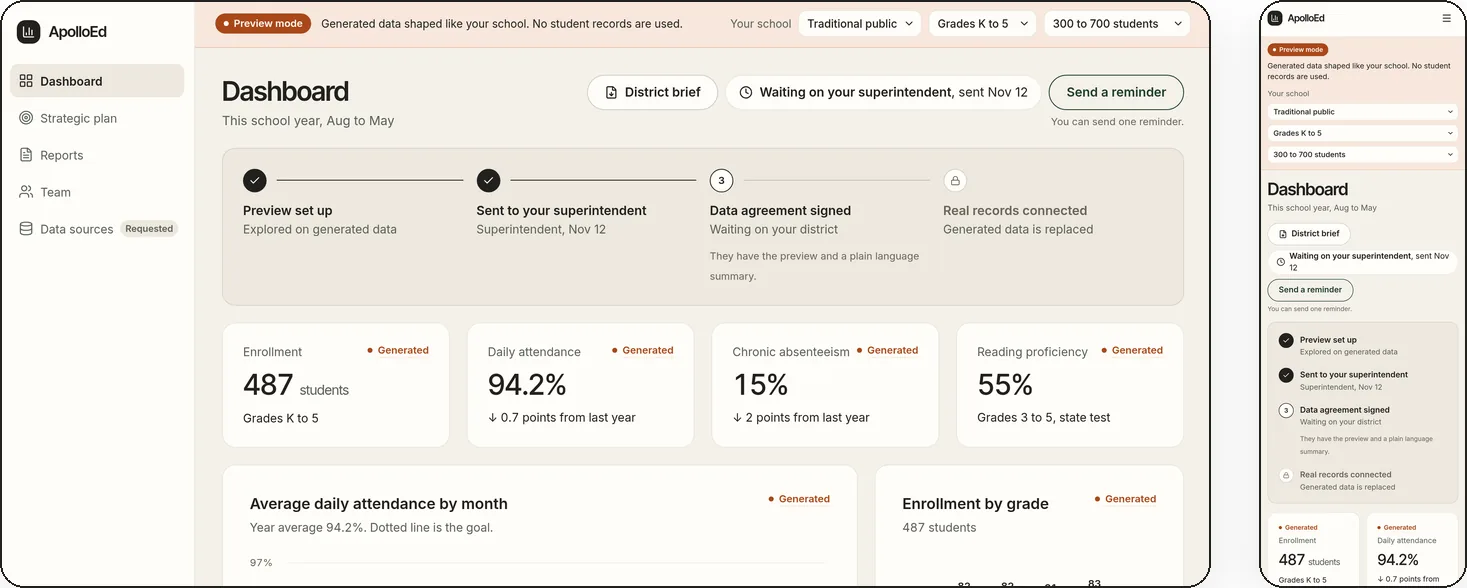 ApolloEd
Dashboard
Strategic plan
Reports
Team
Data sources Requested
Preview mode Generated data shaped like your school. No student records are used. Your school Traditional public Grades K to 5 300 to 700 students
Dashboard
This school year, Aug to May
District brief
Waiting on your superintendent, sent Nov 12
Send a reminder
You can send one reminder.
Preview set up
Explored on generated data
Sent to your superintendent
Superintendent, Nov 12
3
Data agreement signed
Waiting on your district
They have the preview and a plain language
summary.
Real records connected
Generated data is replaced
Enrollment Generated
487 students
Grades K to 5
Daily attendance Generated
94.2%
↓ 0.7 points from last year
Chronic absenteeism Generated
15%
↓ 2 points from last year
Reading proficiency Generated
55%
Grades 3 to 5, state test
Average daily attendance by month Generated
Year average 94.2%. Dotted line is the goal.
97%
Enrollment by grade Generated
487 students
83
ApolloEd
Preview mode
Generated data shaped like your school. No student
records are used.
Your school
Traditional public
Grades K to 5
300 to 700 students
Dashboard
This school year, Aug to May
District brief
Waiting on your superintendent, sent Nov
12
Send a reminder
You can send one reminder.
Preview set up
Explored on generated data
Sent to your superintendent
Superintendent, Nov 12
3
Data agreement signed
Waiting on your district
They have the preview and a plain language
summary.
Real records connected
Generated data is replaced
Generated
Enrollment
487 students
Grades K to 5
Generated
Daily attendance
94.2%
↓ 0.7 points from